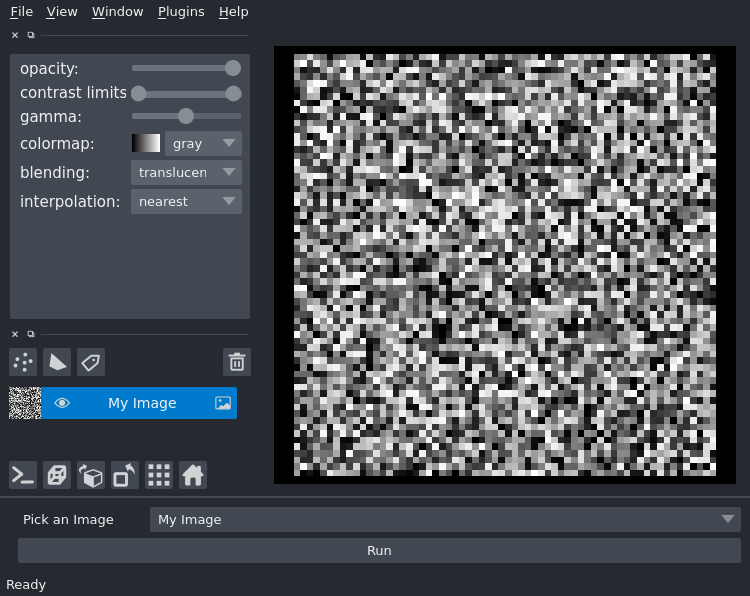 File View Window Plugins Help
opacity:
contrast limits
gamma:
colormap: gray
blending: translucen
interpolation: nearest
My Image
Pick an Image My Image
Run
Ready